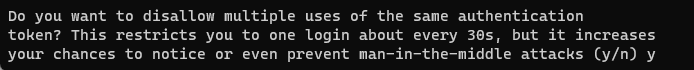 Do you want to disallow multiple uses of the same authentication
token? This restricts you to one login about every 30s, but it increases
your chances to notice or even prevent man-in-the-middle attacks (y/n) y